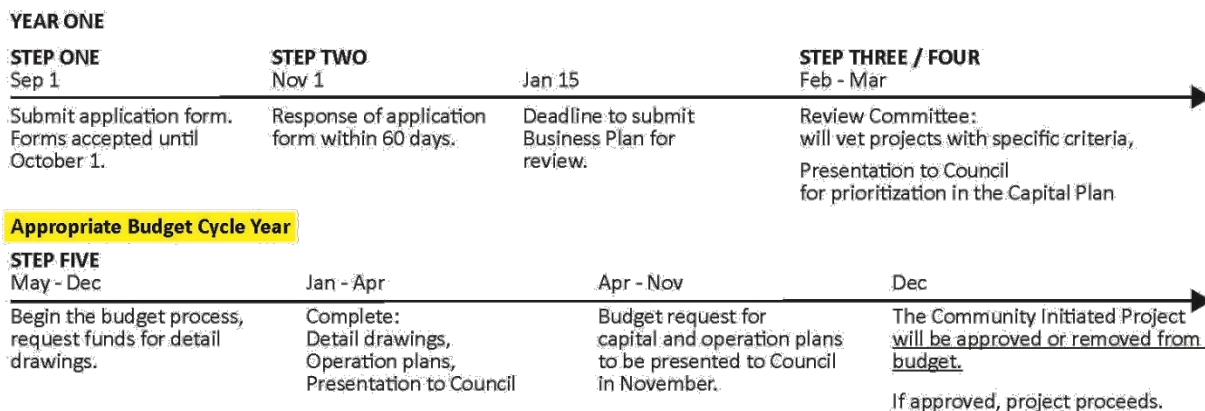 YEAR ONE
STEP ONE
Sep 1
Submit application form.
Forms accepted until
October 1.
STEP TWO
Nov 1
Response of application
form within 60 days.
Jan 15
Deadline to submit
Business Plan for
review.
STEP THREE / FOUR
Feb - Mar
Review Committee:
will vet projects with specific criteria,
Presentation to Council
for prioritization in the Capital Plan
Appropriate Budget Cycle Year
STEP FIVE
May - Dec
Begin the budget process,
request funds for detail
drawings.
Jan - Apr
Complete:
Detail drawings,
Operation plans,
Presentation to Council
Apr - Nov
Budget request for
capital and operation plans
to be presented to Council
in November.
Dec
The Community Initiated Project
will be approved or removed from
budget.
If approved, project proceeds.